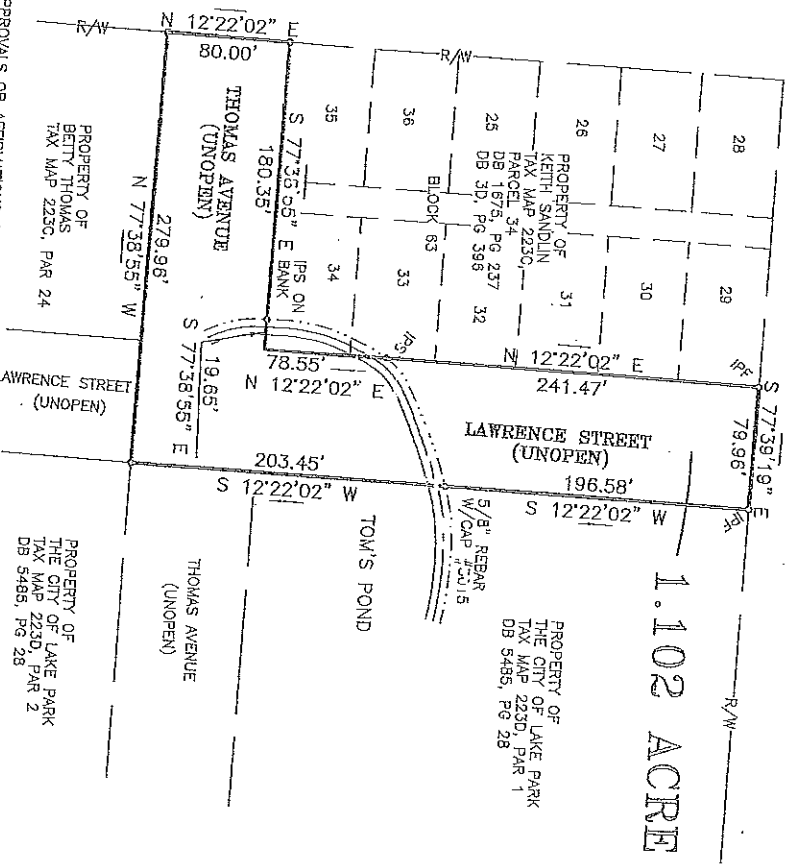 1.102 ACRE
R/W
S 77°39'19" E
79.96'
IPF
IPF
28
27
26
25
36
35
29
30
31
32
33
34
BLOCK 63
PROPERTY OF
KEITH SANDLIN
TAX MAP 223C,
PARCEL 34
DB 1675, PG 237
DB 3D, PG 396
R/W
N 12°22'02" E
241.47'
LAWRENCE STREET
(UNOPEN)
196.58'
S 12°22'02" W
PROPERTY OF
THE CITY OF LAKE PARK
TAX MAP 223D, PAR 1
DB 5485, PG 28
5/8" REBAR
W/CAP
IPS
TOM'S POND
78.55'
N 12°22'02" E
203.45'
S 12°22'02" W
19.65'
S 77°38'55" E
N 12°22'02" E
80.00'
R/W
THOMAS AVENUE
(UNOPEN)
S 77°38'55" E
180.35'
IPS ON
BANK
279.96'
N 77°38'55" W
PROPERTY OF
BETTY THOMAS
TAX MAP 223C, PAR 24
AWRENCE STREET
(UNOPEN)
THOMAS AVENUE
(UNOPEN)
PROPERTY OF
THE CITY OF LAKE PARK
TAX MAP 223D, PAR 2
DB 5485, PG 28